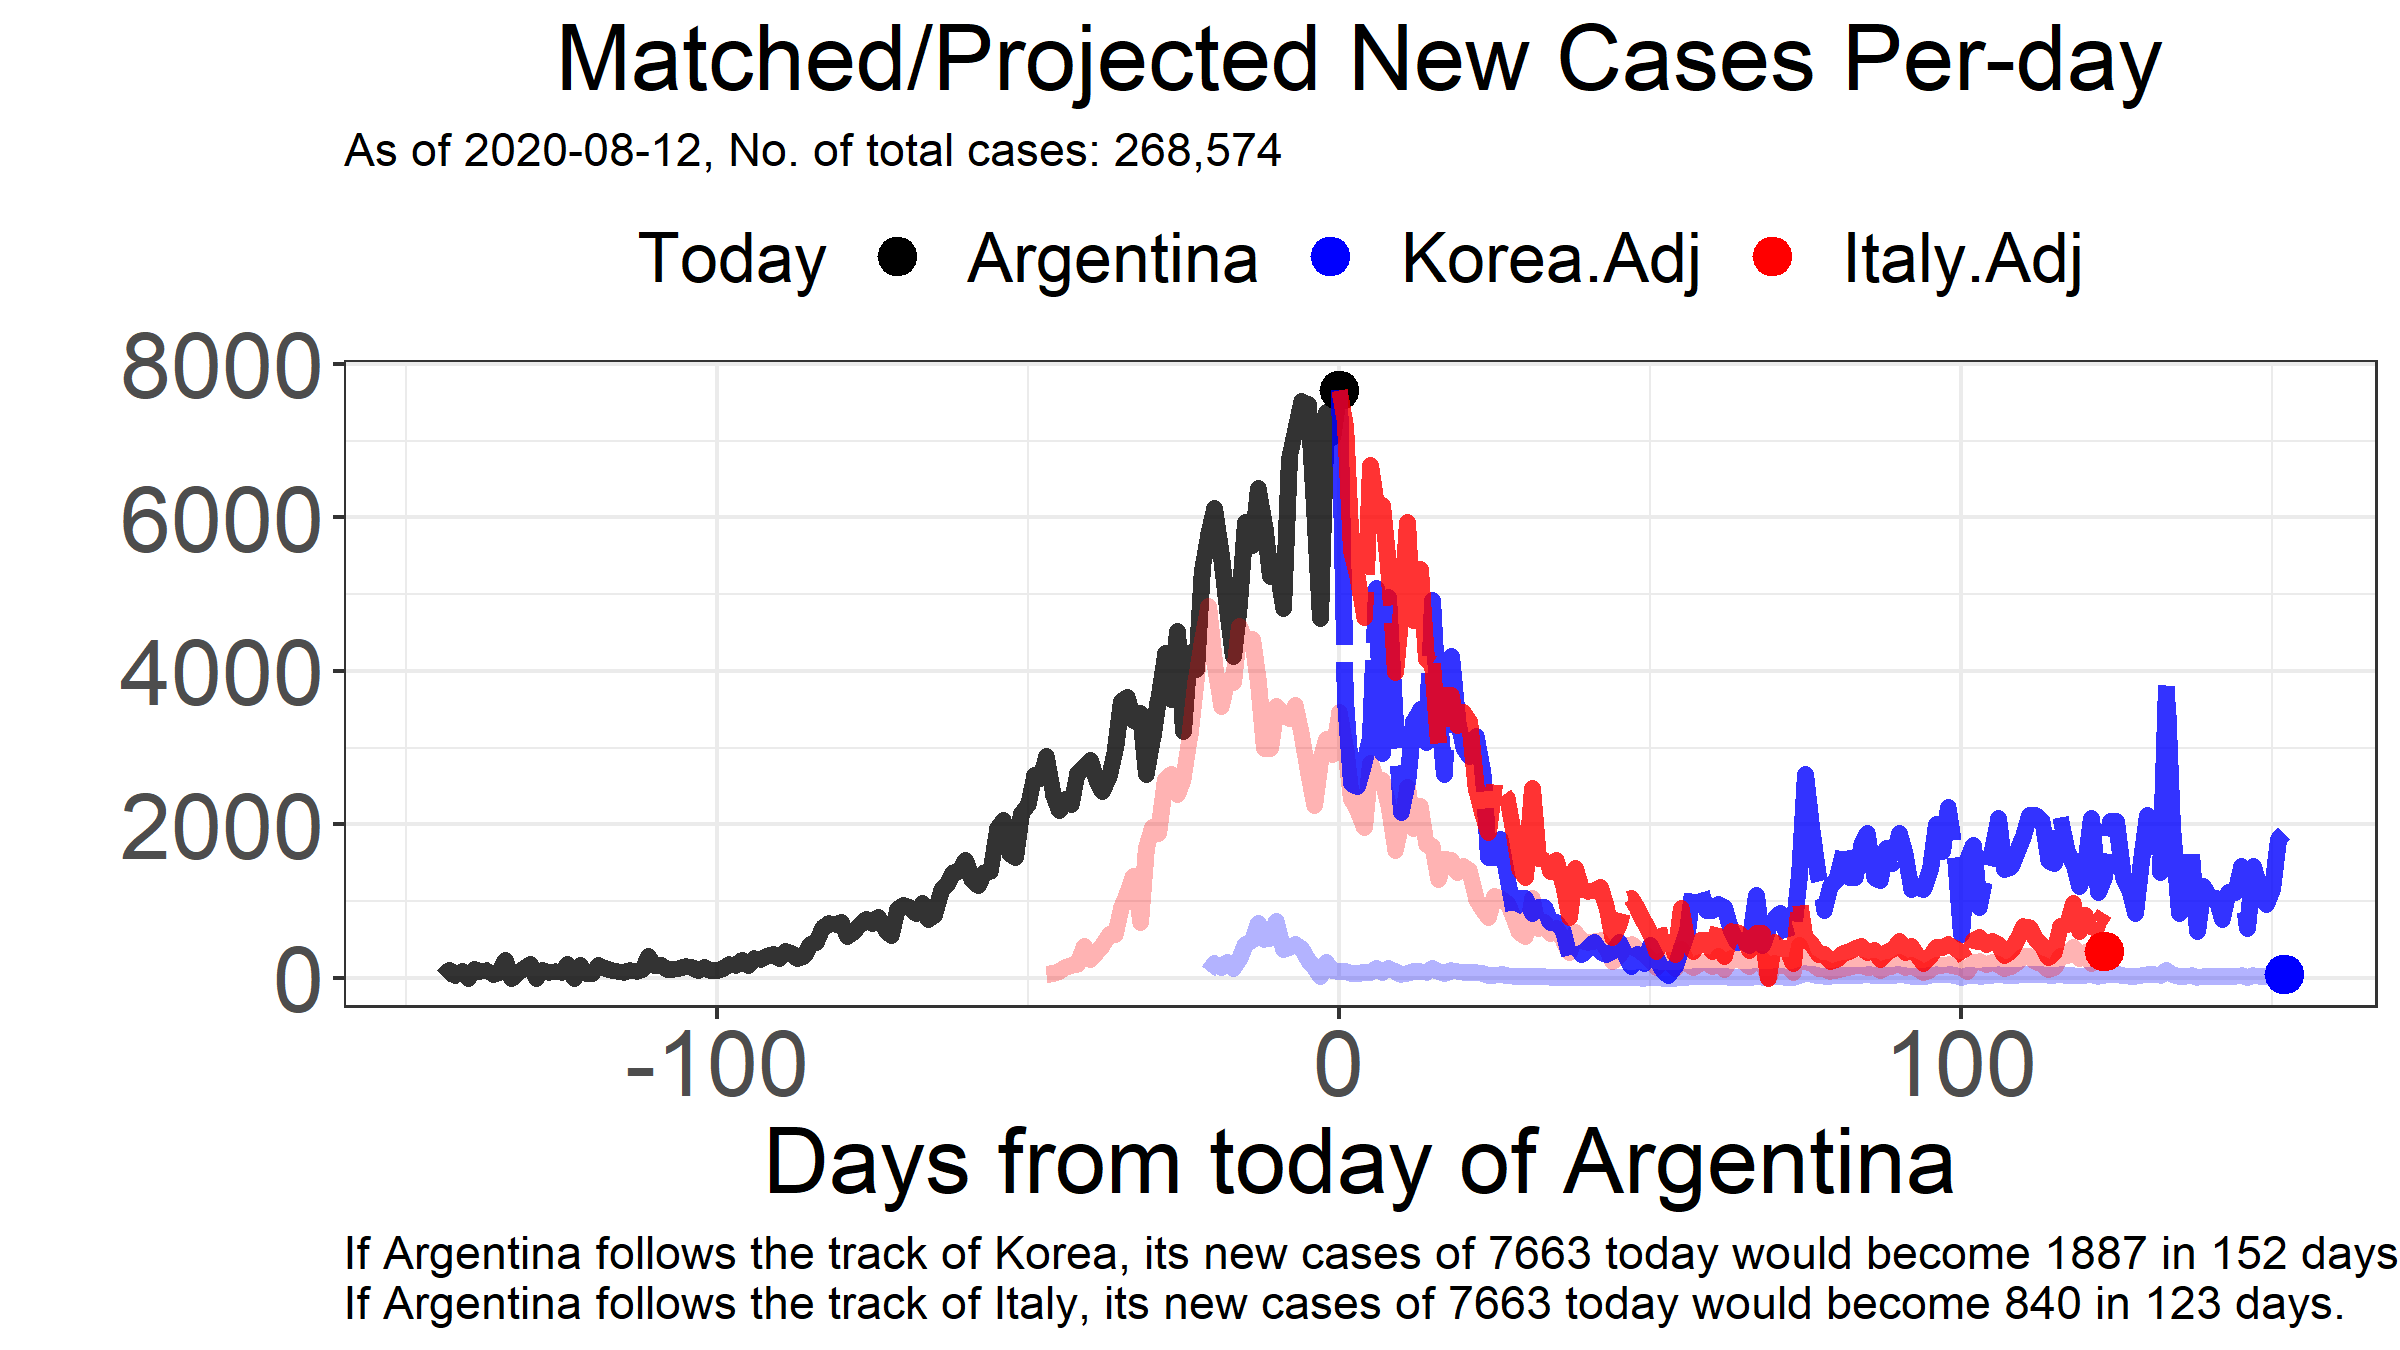 Matched/Projected New Cases Per-day
As of 2020-08-12, No. of total cases: 268,574
Today Argentina Korea.Adj Italy.Adj
8000
6000
4000
2000
0
-100 0 100
Days from today of Argentina
If Argentina follows the track of Korea, its new cases of 7663 today would become 1887 in 152 days
If Argentina follows the track of Italy, its new cases of 7663 today would become 840 in 123 days.